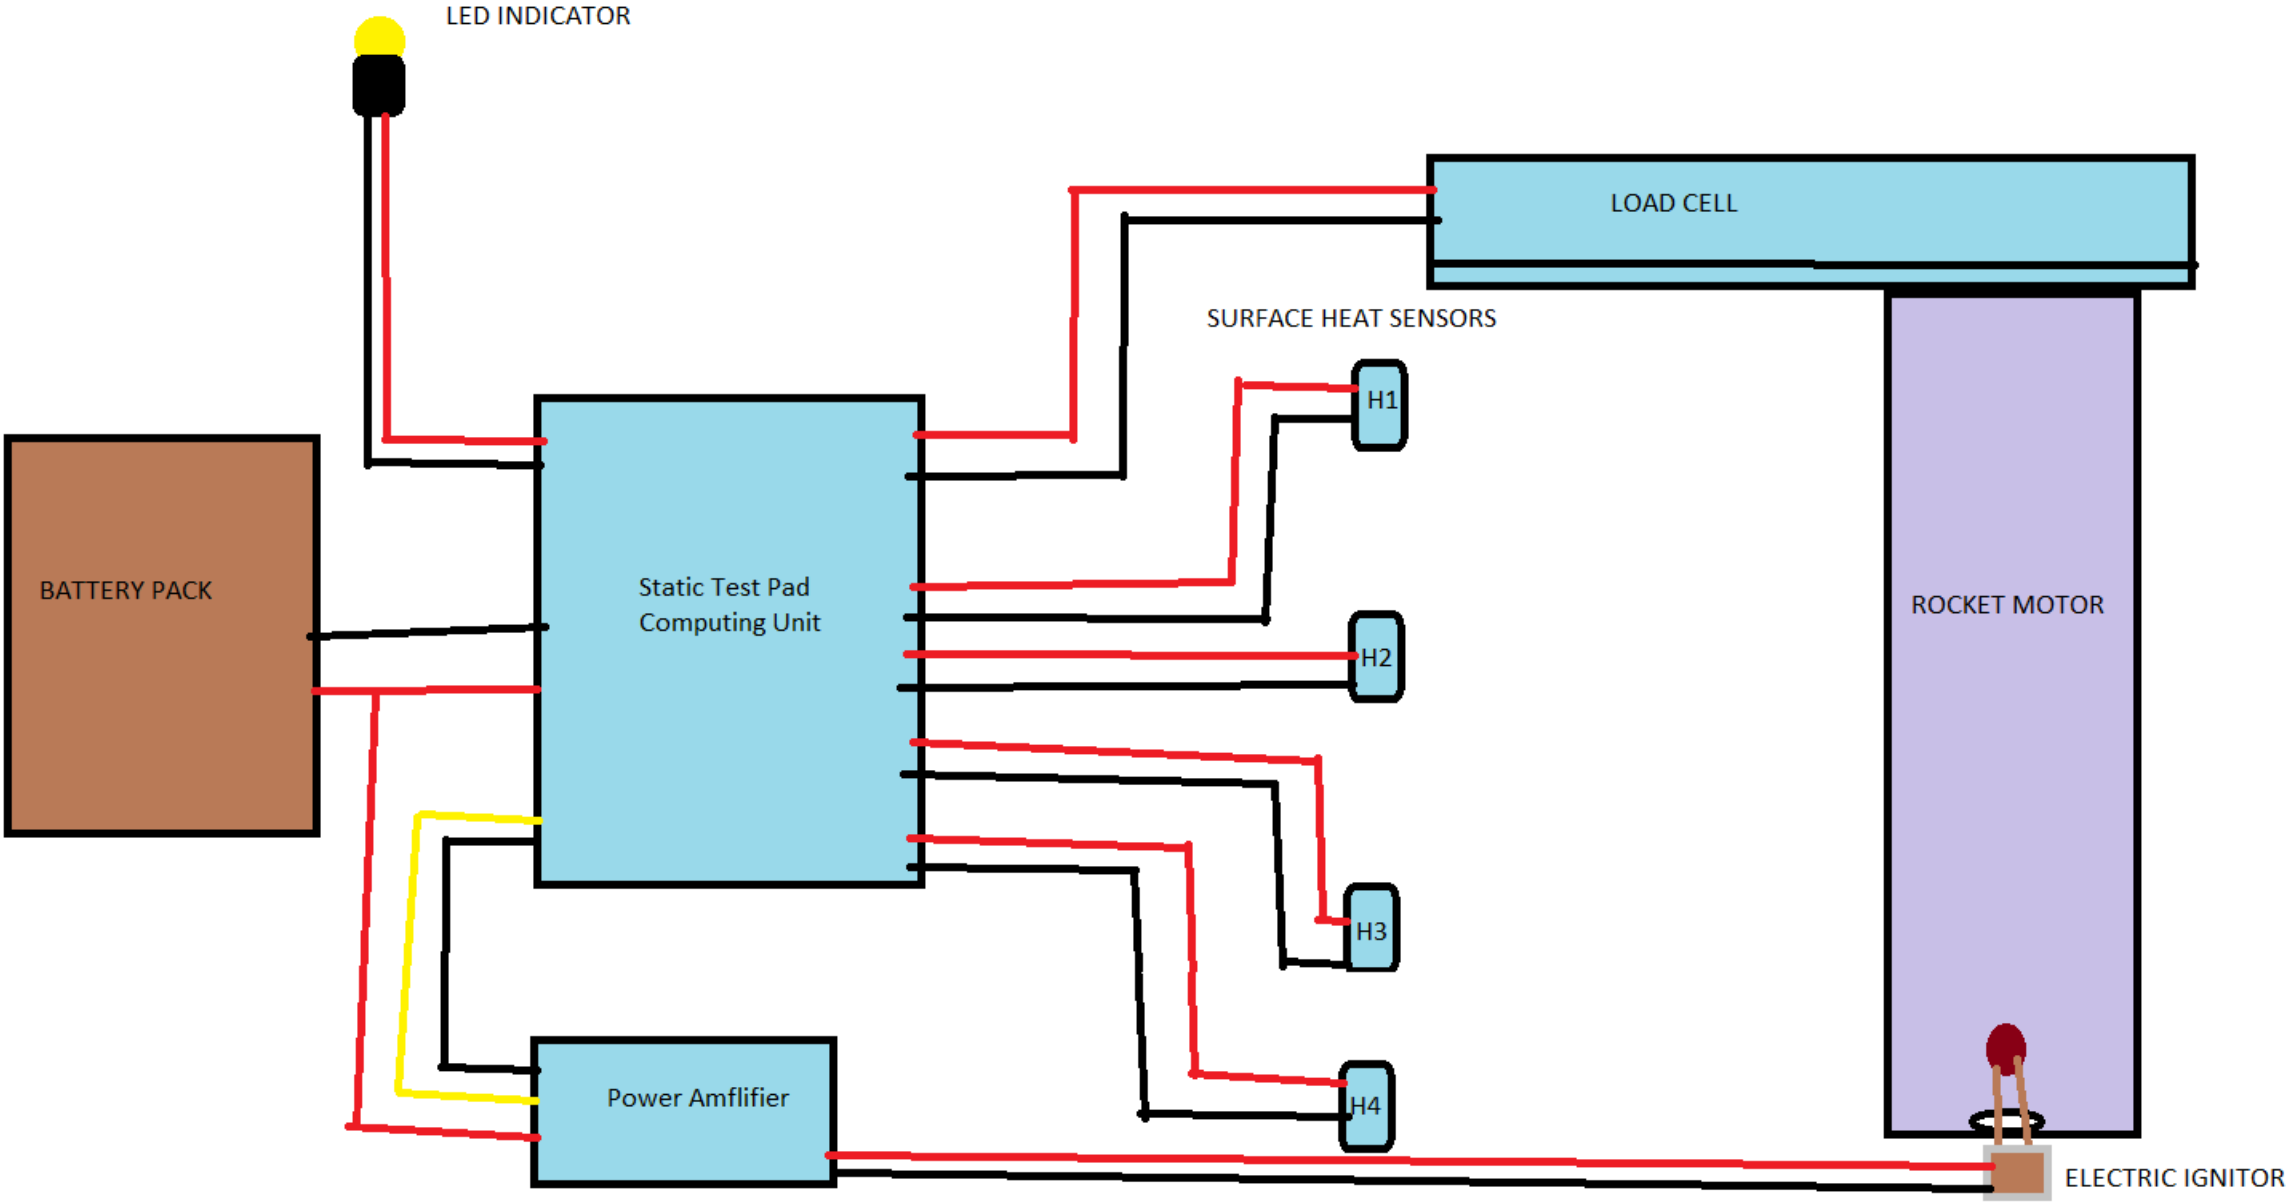 LED INDICATOR
LOAD CELL
SURFACE HEAT SENSORS
H1
BATTERY PACK
Static Test Pad
Computing Unit
ROCKET MOTOR
H2
H3
Power Amflifier
H4
ELECTRIC IGNITOR